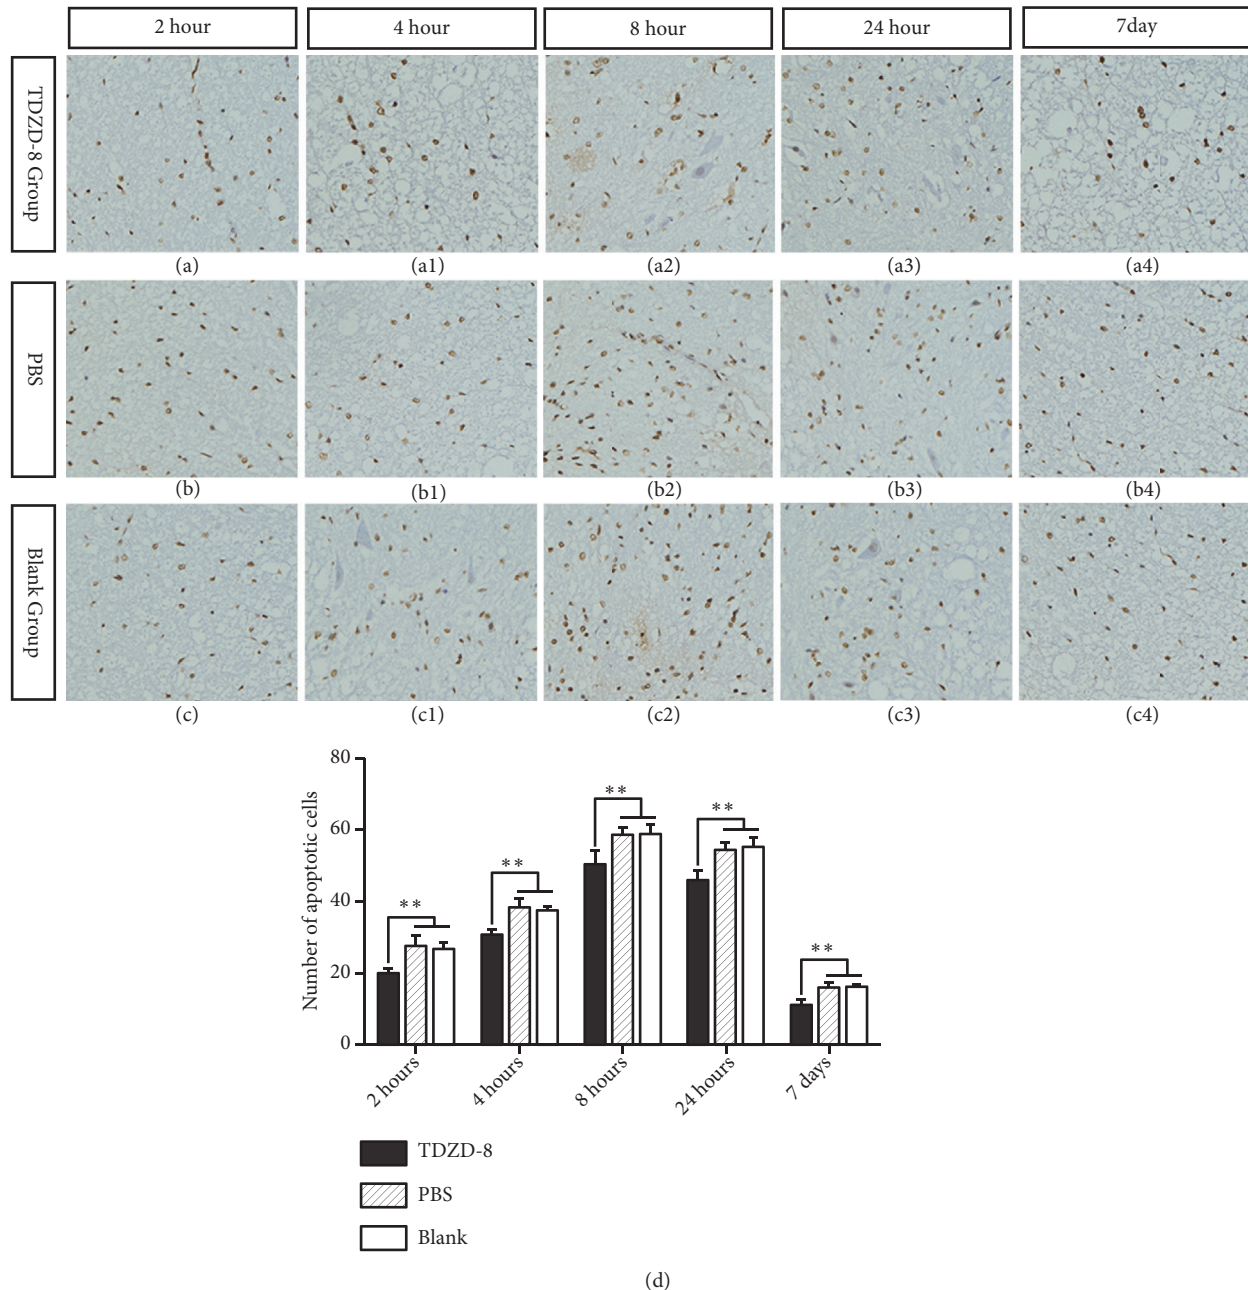 2 hour
4 hour
8 hour
24 hour
7day
TDZD-8 Group
(a)
(a1)
(a2)
(a3)
(a4)
PBS
(b)
(b1)
(b2)
(b3)
(b4)
Blank Group
(c)
(c1)
(c2)
(c3)
(c4)
Number of apoptotic cells
80
60
40
20
0
**
**
**
**
**
2 hours
4 hours
8 hours
24 hours
7 days
TDZD-8
PBS
Blank
(d)